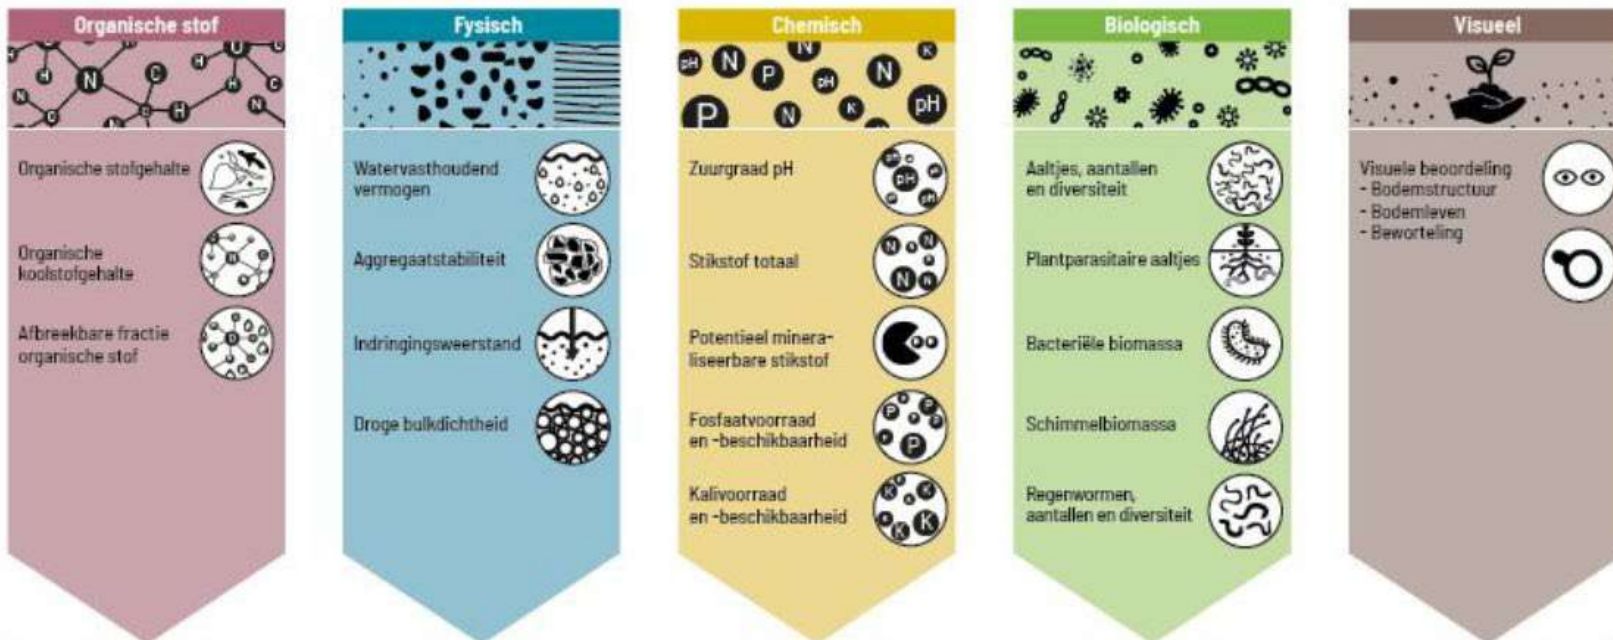 Organische stof
Organische stofgehalte
Organische
koolstofgehalte
Afbreekbare fractie
organische stof
Fysisch
Watervasthoudend
vermogen
Aggregaatstabiliteit
Indringingsweerstand
Droge bulkdichtheid
Chemisch
Zuurgraad pH
Stikstof totaal
Potentieel minera-
liseerbare stikstof
Fosfaatvoorraad
en -beschikbaarheid
Kalivoorraad
en -beschikbaarheid
Biologisch
Aaltjes, aantallen
en diversiteit
Plantparasitaire aaltjes
Bacteriële biomassa
Schimmelbiomassa
Regenwormen,
aantallen en diversiteit
Visueel
Visuele beoordeling
- Bodemstructuur
- Bodemleven
- Beworteling